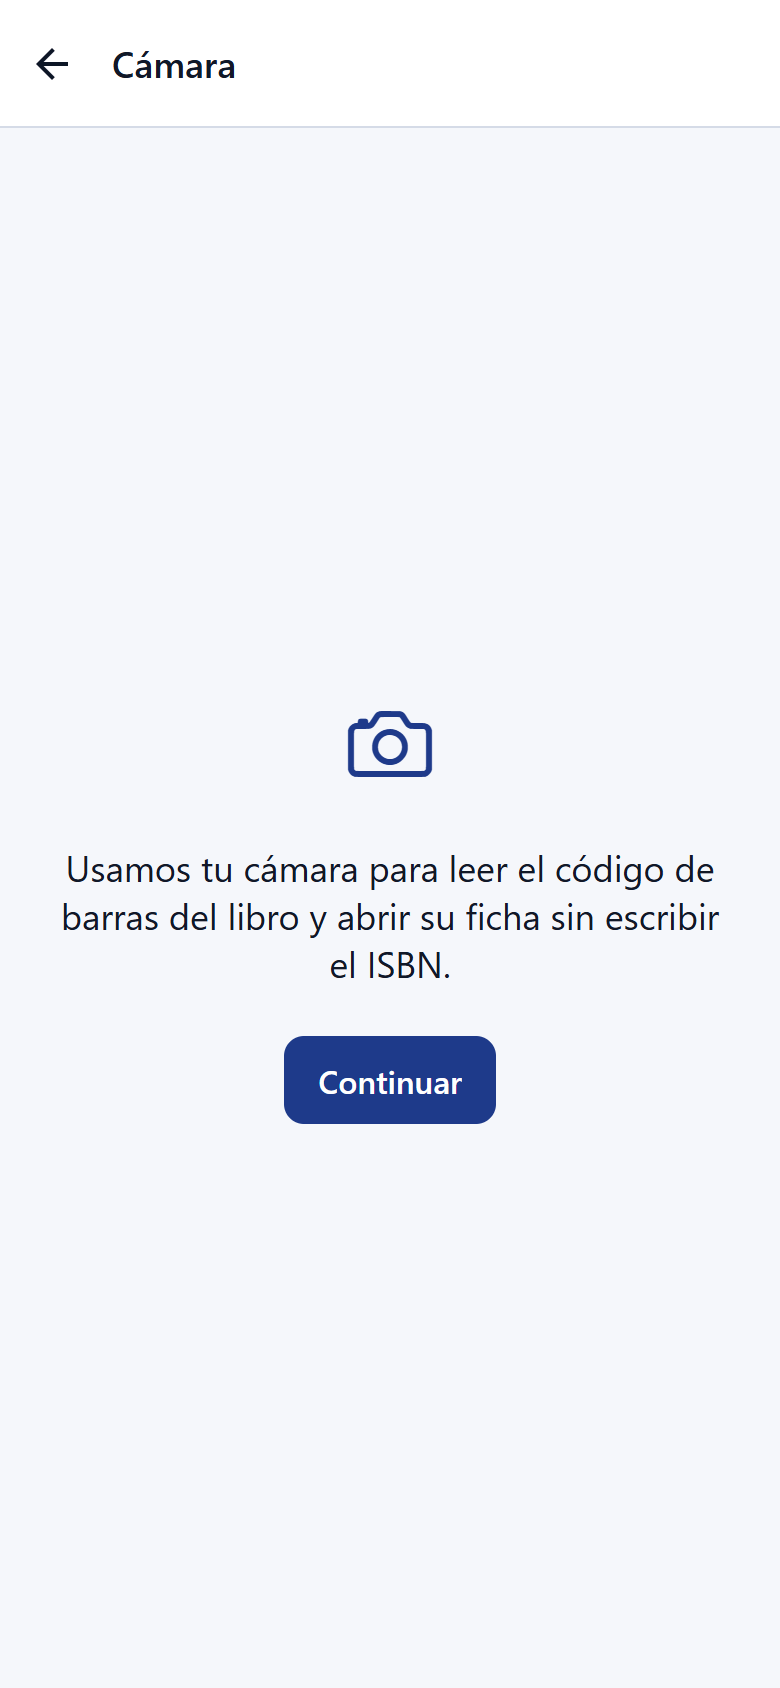 Cámara
Usamos tu cámara para leer el código de
barras del libro y abrir su ficha sin escribir
el ISBN.
Continuar